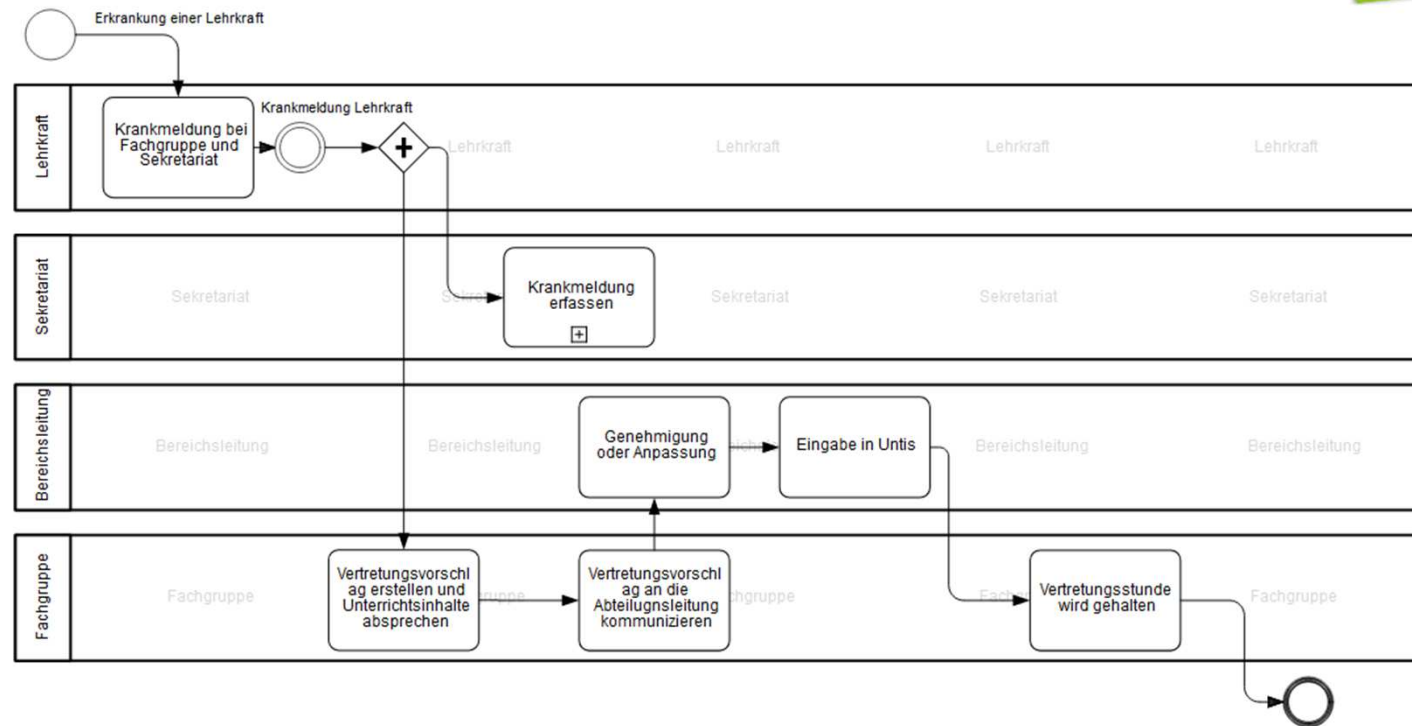 Erkrankung einer Lehrkraft
Lehrkraft
Krankmeldung bei
Fachgruppe und
Sekretariat
Krankmeldung Lehrkraft
Lehrkraft
Lehrkraft
Lehrkraft
Lehrkraft
Sekretariat
Sekretariat
Krankmeldung
erfassen
Sekretariat
Sekretariat
Sekretariat
Bereichsleitung
Bereichsleitung
Bereichsleitung
Genehmigung
oder Anpassung
Eingabe in Untis
Bereichsleitung
Bereichsleitung
Fachgruppe
Fachgruppe
Vertretungsvorschl
ag erstellen und
Unterrichtsinhalte
absprechen
Vertretungsvorschl
ag an die
Abteilugnsleitung
kommunizieren
Vertretungsstunde
wird gehalten
Fachgruppe